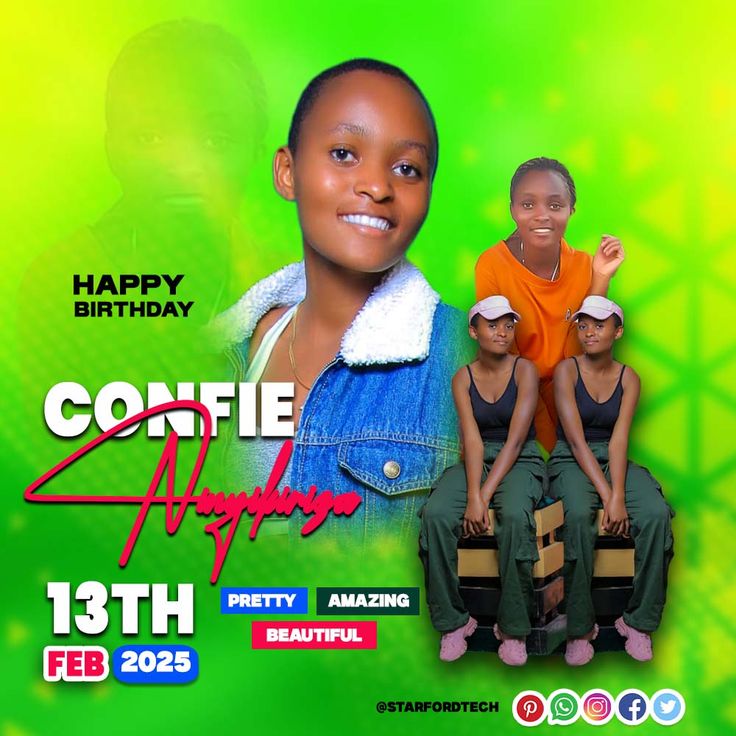 HAPPY
BIRTHDAY
CONFIE
13TH
FEB 2025
PRETTY AMAZING
BEAUTIFUL
@STARFORDTECH